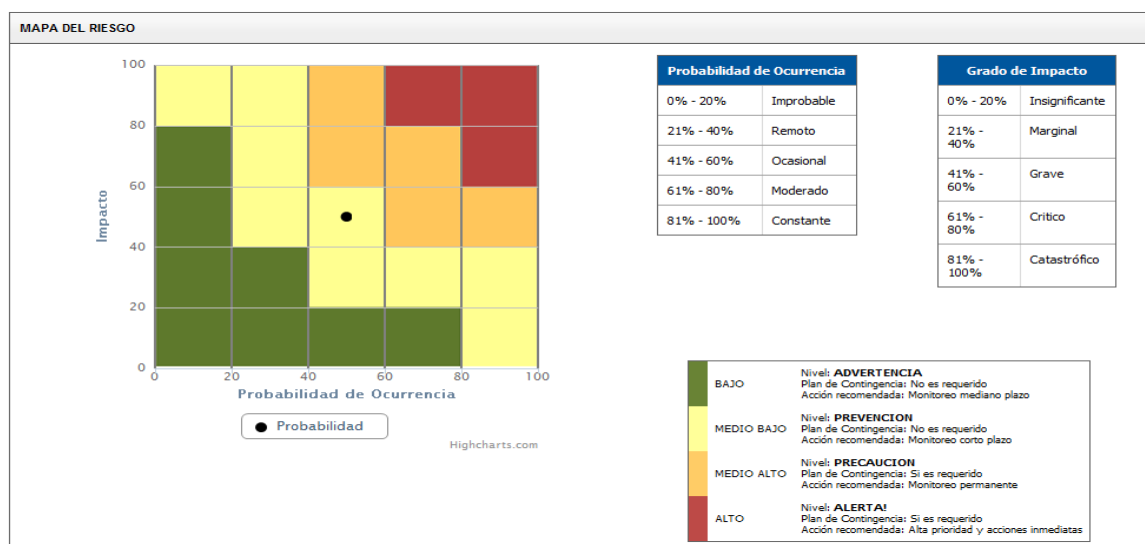 MAPA DEL RIESGO
100
80
60
40
20
0
Impacto
0 20 40 60 80 100
Probabilidad de Ocurrencia
Probabilidad
Highcharts.com
Probabilidad de Ocurrencia
0% - 20% Improbable
21% - 40% Remoto
41% - 60% Ocasional
61% - 80% Moderado
81% - 100% Constante
Grado de Impacto
0% - 20% Insignificante
21% - Marginal
40%
41% - Grave
60%
61% - Critico
80%
81% - Catastrófico
100%
BAJO
Nivel: ADVERTENCIA
Plan de Contingencia: No es requerido
Acción recomendada: Monitoreo mediano plazo
MEDIO BAJO
Nivel: PREVENCION
Plan de Contingencia: No es requerido
Acción recomendada: Monitoreo corto plazo
MEDIO ALTO
Nivel: PRECAUCION
Plan de Contingencia: Si es requerido
Acción recomendada: Monitoreo permanente
ALTO
Nivel: ALERTA!
Plan de Contingencia: Si es requerido
Acción recomendada: Alta prioridad y acciones inmediatas